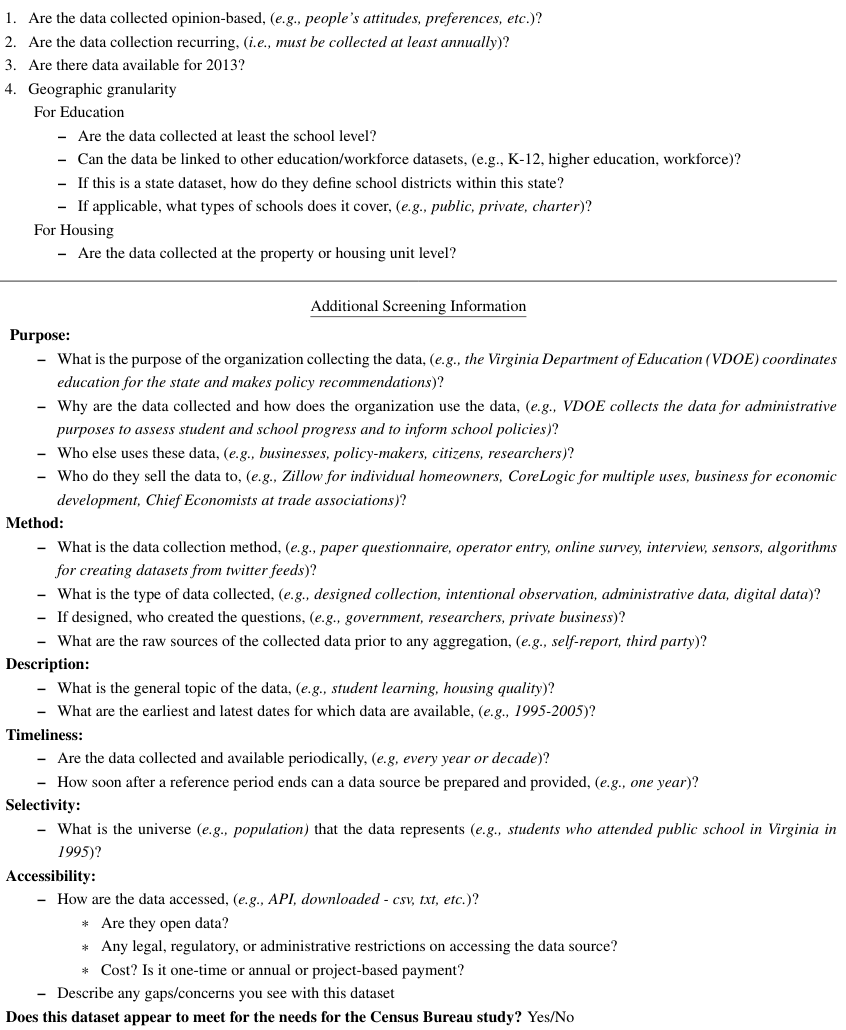 1. Are the data collected opinion-based, (e.g., people's attitudes, preferences, etc.)?
2. Are the data collection recurring, (i.e., must be collected at least annually)?
3. Are there data available for 2013?
4. Geographic granularity
For Education
– Are the data collected at least the school level?
– Can the data be linked to other education/workforce datasets, (e.g., K-12, higher education, workforce)?
– If this is a state dataset, how do they define school districts within this state?
– If applicable, what types of schools does it cover, (e.g., public, private, charter)?
For Housing
– Are the data collected at the property or housing unit level?
Additional Screening Information
Purpose:
– What is the purpose of the organization collecting the data, (e.g., the Virginia Department of Education (VDOE) coordinates
education for the state and makes policy recommendations)?
– Why are the data collected and how does the organization use the data, (e.g., VDOE collects the data for administrative
purposes to assess student and school progress and to inform school policies)?
– Who else uses these data, (e.g., businesses, policy-makers, citizens, researchers)?
– Who do they sell the data to, (e.g., Zillow for individual homeowners, CoreLogic for multiple uses, business for economic
development, Chief Economists at trade associations)?
Method:
– What is the data collection method, (e.g., paper questionnaire, operator entry, online survey, interview, sensors, algorithms
for creating datasets from twitter feeds)?
– What is the type of data collected, (e.g., designed collection, intentional observation, administrative data, digital data)?
– If designed, who created the questions, (e.g., government, researchers, private business)?
– What are the raw sources of the collected data prior to any aggregation, (e.g., self-report, third party)?
Description:
– What is the general topic of the data, (e.g., student learning, housing quality)?
– What are the earliest and latest dates for which data are available, (e.g., 1995-2005)?
Timeliness:
– Are the data collected and available periodically, (e.g, every year or decade)?
– How soon after a reference period ends can a data source be prepared and provided, (e.g., one year)?
Selectivity:
– What is the universe (e.g., population) that the data represents (e.g., students who attended public school in Virginia in
1995)?
Accessibility:
– How are the data accessed, (e.g., API, downloaded - csv, txt, etc.)?
* Are they open data?
* Any legal, regulatory, or administrative restrictions on accessing the data source?
* Cost? Is it one-time or annual or project-based payment?
– Describe any gaps/concerns you see with this dataset
Does this dataset appear to meet for the needs for the Census Bureau study? Yes/No